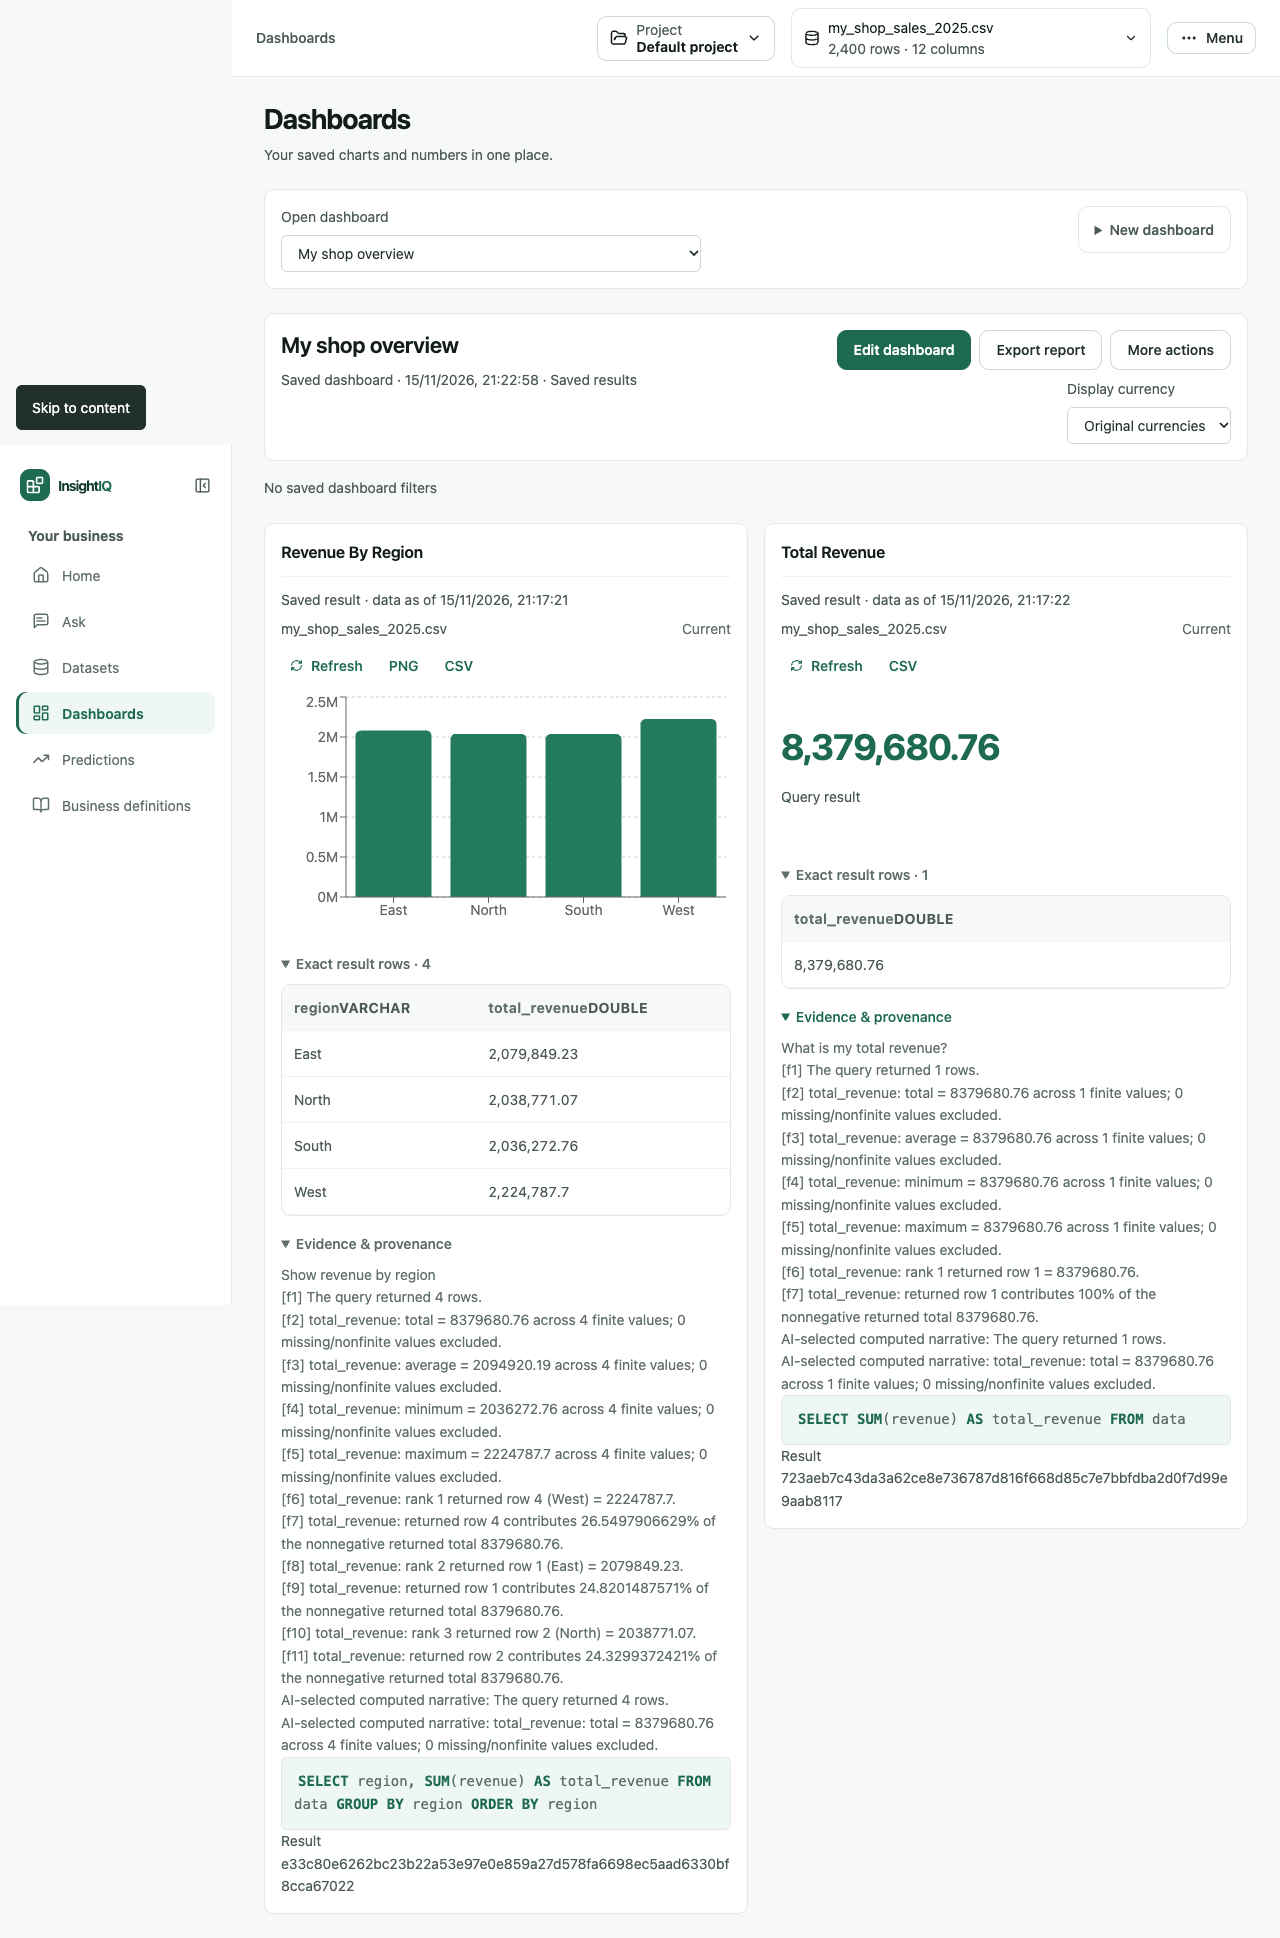 Dashboards
Project
Default project
my_shop_sales_2025.csv
2,400 rows · 12 columns
Menu
Dashboards
Your saved charts and numbers in one place.
Open dashboard
My shop overview
New dashboard
My shop overview
Saved dashboard · 15/11/2026, 21:22:58 · Saved results
Edit dashboard
Export report
More actions
Display currency
Original currencies
Skip to content
InsightIQ
Your business
Home
Ask
Datasets
Dashboards
Predictions
Business definitions
No saved dashboard filters
Revenue By Region
Saved result · data as of 15/11/2026, 21:17:21
my_shop_sales_2025.csv
Current
Refresh
PNG
CSV
2.5M
2M
1.5M
1M
0.5M
0M
East
North
South
West
Exact result rows · 4
regionVARCHAR total_revenueDOUBLE
East 2,079,849.23
North 2,038,771.07
South 2,036,272.76
West 2,224,787.7
Evidence & provenance
Show revenue by region
[f1] The query returned 4 rows.
[f2] total_revenue: total = 8379680.76 across 4 finite values; 0
missing/nonfinite values excluded.
[f3] total_revenue: average = 2094920.19 across 4 finite values; 0
missing/nonfinite values excluded.
[f4] total_revenue: minimum = 2036272.76 across 4 finite values; 0
missing/nonfinite values excluded.
[f5] total_revenue: maximum = 2224787.7 across 4 finite values; 0
missing/nonfinite values excluded.
[f6] total_revenue: rank 1 returned row 4 (West) = 2224787.7.
[f7] total_revenue: returned row 4 contributes 26.5497906629% of
the nonnegative returned total 8379680.76.
[f8] total_revenue: rank 2 returned row 1 (East) = 2079849.23.
[f9] total_revenue: returned row 1 contributes 24.8201487571% of
the nonnegative returned total 8379680.76.
[f10] total_revenue: rank 3 returned row 2 (North) = 2038771.07.
[f11] total_revenue: returned row 2 contributes 24.3299372421% of
the nonnegative returned total 8379680.76.
AI-selected computed narrative: The query returned 4 rows.
AI-selected computed narrative: total_revenue: total = 8379680.76
across 4 finite values; 0 missing/nonfinite values excluded.
SELECT region, SUM(revenue) AS total_revenue FROM
data GROUP BY region ORDER BY region
Result
e33c80e6262bc23b22a53e97e0e859a27d578fa6698ec5aad6330bf
8cca67022
Total Revenue
Saved result · data as of 15/11/2026, 21:17:22
my_shop_sales_2025.csv
Current
Refresh
CSV
8,379,680.76
Query result
Exact result rows · 1
total_revenueDOUBLE
8,379,680.76
Evidence & provenance
What is my total revenue?
[f1] The query returned 1 rows.
[f2] total_revenue: total = 8379680.76 across 1 finite values; 0
missing/nonfinite values excluded.
[f3] total_revenue: average = 8379680.76 across 1 finite values; 0
missing/nonfinite values excluded.
[f4] total_revenue: minimum = 8379680.76 across 1 finite values; 0
missing/nonfinite values excluded.
[f5] total_revenue: maximum = 8379680.76 across 1 finite values; 0
missing/nonfinite values excluded.
[f6] total_revenue: rank 1 returned row 1 = 8379680.76.
[f7] total_revenue: returned row 1 contributes 100% of the
nonnegative returned total 8379680.76.
AI-selected computed narrative: The query returned 1 rows.
AI-selected computed narrative: total_revenue: total = 8379680.76
across 1 finite values; 0 missing/nonfinite values excluded.
SELECT SUM(revenue) AS total_revenue FROM data
Result
723aeb7c43da3a62ce8e736787d816f668d85c7e7bbfdba2d0f7d99e
9aab8117